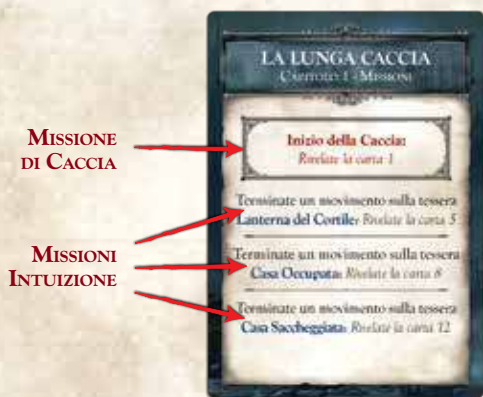 LA LUNGA CACCIA
CAPITOLO 1 - MISSIONI
MISSIONE
DI CACCIA
Inizio della Caccia:
Rivelate la carta 1
MISSIONI
INTUIZIONE
Terminate un movimento sulla tessera
Lanterna del Cortile: Rivelate la carta 5
Terminate un movimento sulla tessera
Casa Occupata: Rivelate la carta 8
Terminate un movimento sulla tessera
Casa Saccheggiata: Rivelate la carta 12